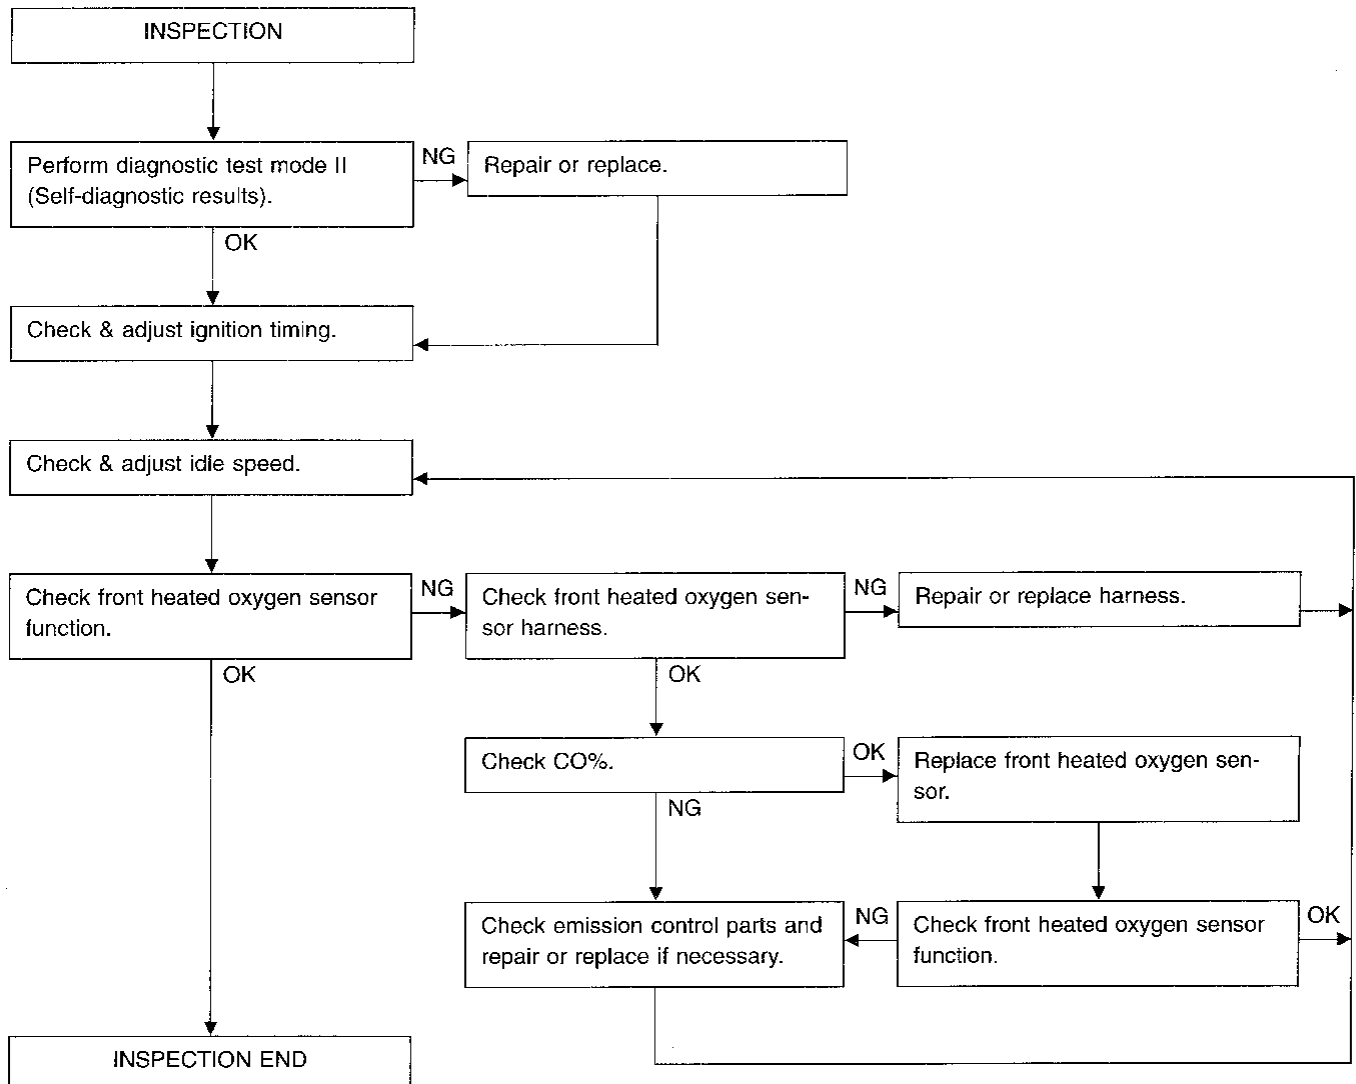 INSPECTION
Perform diagnostic test mode II
(Self-diagnostic results).
NG
Repair or replace.
OK
Check & adjust ignition timing.
Check & adjust idle speed.
Check front heated oxygen sensor
function.
NG
Check front heated oxygen sen-
sor harness.
NG
Repair or replace harness.
OK
OK
Check CO%.
OK
Replace front heated oxygen sen-
sor.
NG
Check emission control parts and
repair or replace if necessary.
NG
Check front heated oxygen sensor
function.
OK
INSPECTION END